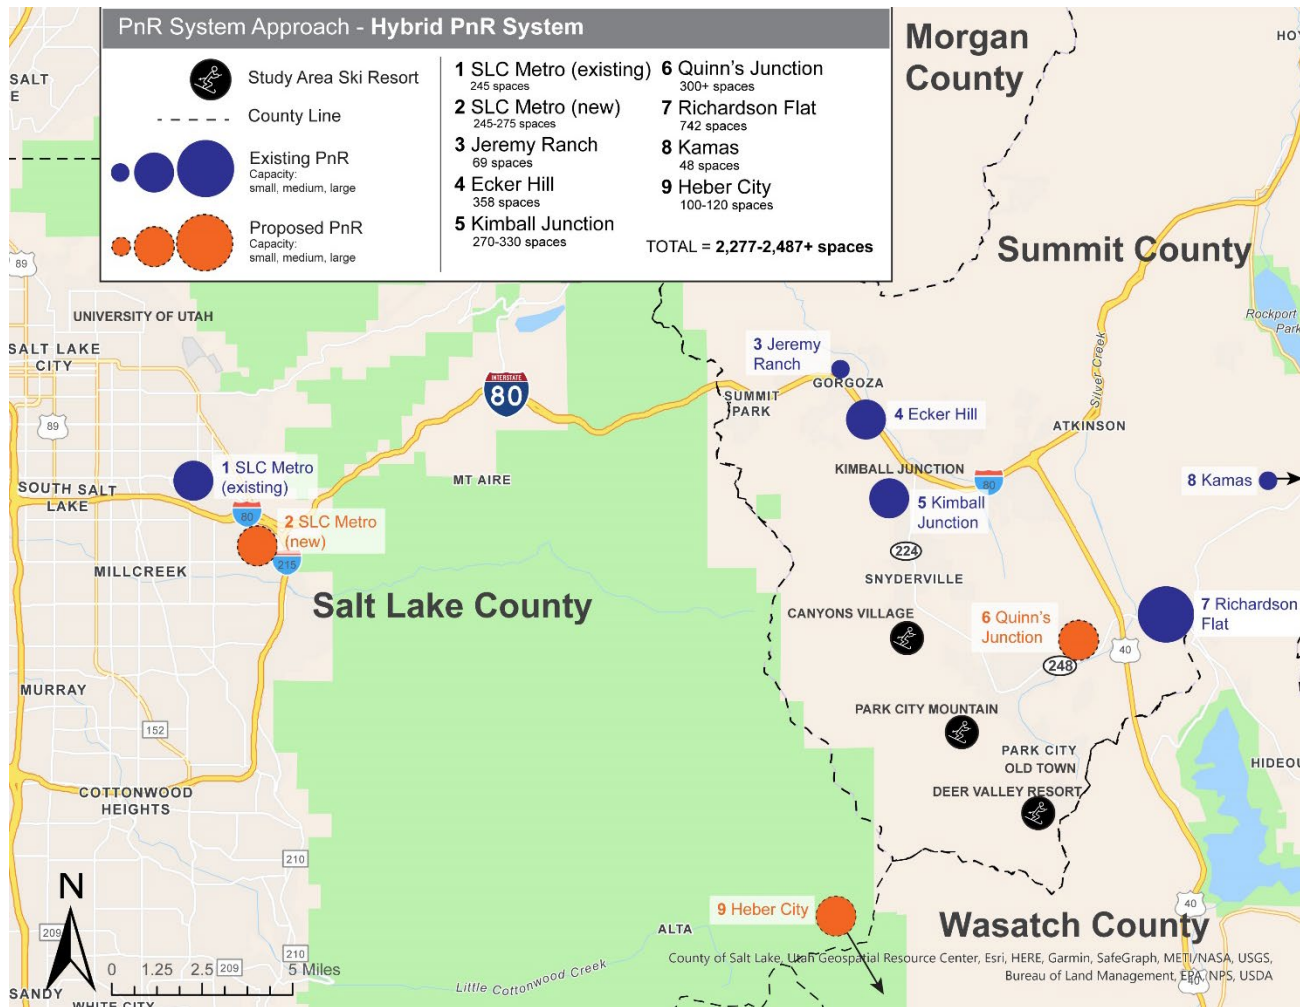 PnR System Approach - Hybrid PnR System
Study Area Ski Resort
County Line
Existing PnR
Capacity:
small, medium, large
Proposed PnR
Capacity:
small, medium, large
1 SLC Metro (existing)
245 spaces
2 SLC Metro (new)
245-275 spaces
3 Jeremy Ranch
69 spaces
4 Ecker Hill
358 spaces
5 Kimball Junction
270-330 spaces
6 Quinn's Junction
300+ spaces
7 Richardson Flat
742 spaces
8 Kamas
48 spaces
9 Heber City
100-120 spaces
TOTAL = 2,277-2,487+ spaces
Morgan
County
HO
SALT
E
Summit County
89
UNIVERSITY OF UTAH
Rockport
Park
SALT LAKE
CITY
3 Jeremy
Ranch
INTERSTATE
80
GORGOZA
SUMMIT
PARK
Silver Creek
89
4 Ecker Hill
ATKINSON
1 SLC Metro
(existing)
KIMBALL JUNCTION
MT AIRE
80
8 Kamas
SOUTH SALT
LAKE
80
2 SLC Metro
(new)
5 Kimball
Junction
224
215
MILLCREEK
SNYDERVILLE
Salt Lake County
CANYONS VILLAGE
6 Quinn's
Junction
7 Richardson
Flat
40
248
MURRAY
PARK CITY MOUNTAIN
152
PARK CITY
OLD TOWN
HIDEOU
COTTONWOOD
HEIGHTS
DEER VALLEY RESORT
210
N
9 Heber City
40
209
ALTA
Wasatch County
210
County of Salt Lake, Utah Geospatial Resource Center, Esri, HERE, Garmin, SafeGraph, METI/NASA, USGS,
0 1.25 2.5 209 5 Miles
Bureau of Land Management, EPA, NPS, USDA
40
Little Cottonwood Creek
SANDY
WHITE CITY